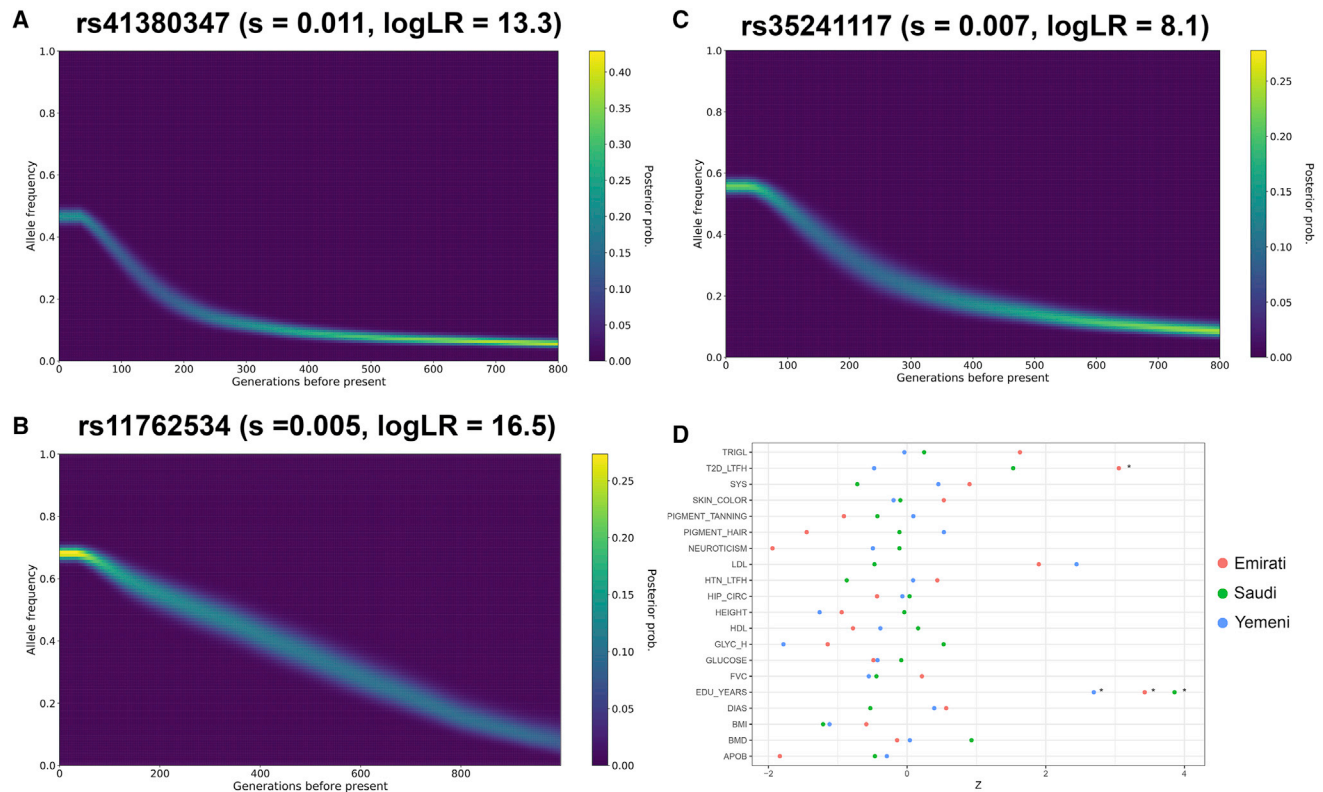 A
rs41380347 (s = 0.011, logLR = 13.3)
1.0
0.8
0.6
0.4
0.2
0.0
Allele frequency
0 100 200 300 400 500 600 700 800
Generations before present
0.40
0.35
0.30
0.25
0.20
0.15
0.10
0.05
0.00
Posterior prob.
C
rs35241117 (s = 0.007, logLR = 8.1)
1.0
0.8
0.6
0.4
0.2
0.0
Allele frequency
0 100 200 300 400 500 600 700 800
Generations before present
0.25
0.20
0.15
0.10
0.05
0.00
Posterior prob.
B
rs11762534 (s =0.005, logLR = 16.5)
1.0
0.8
0.6
0.4
0.2
0.0
Allele frequency
0 200 400 600 800
Generations before present
0.25
0.20
0.15
0.10
0.05
0.00
Posterior prob.
D
TRIGL
T2D_LTFH *
SYS
SKIN_COLOR
PIGMENT_TANNING
PIGMENT_HAIR
NEUROTICISM
LDL
HTN_LTFH
HIP_CIRC
HEIGHT
HDL
GLYC_H
GLUCOSE
FVC
EDU_YEARS * * *
DIAS
BMI
BMD
APOB
−2 0 2 4
Z
Emirati
Saudi
Yemeni